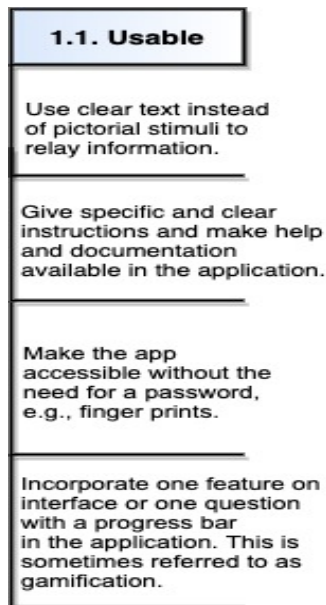 1.1. Usable
Use clear text instead
of pictorial stimuli to
relay information.
Give specific and clear
instructions and make help
and documentation
available in the application.
Make the app
accessible without the
need for a password,
e.g., finger prints.
Incorporate one feature on
interface or one question
with a progress bar
in the application. This is
sometimes referred to as
gamification.